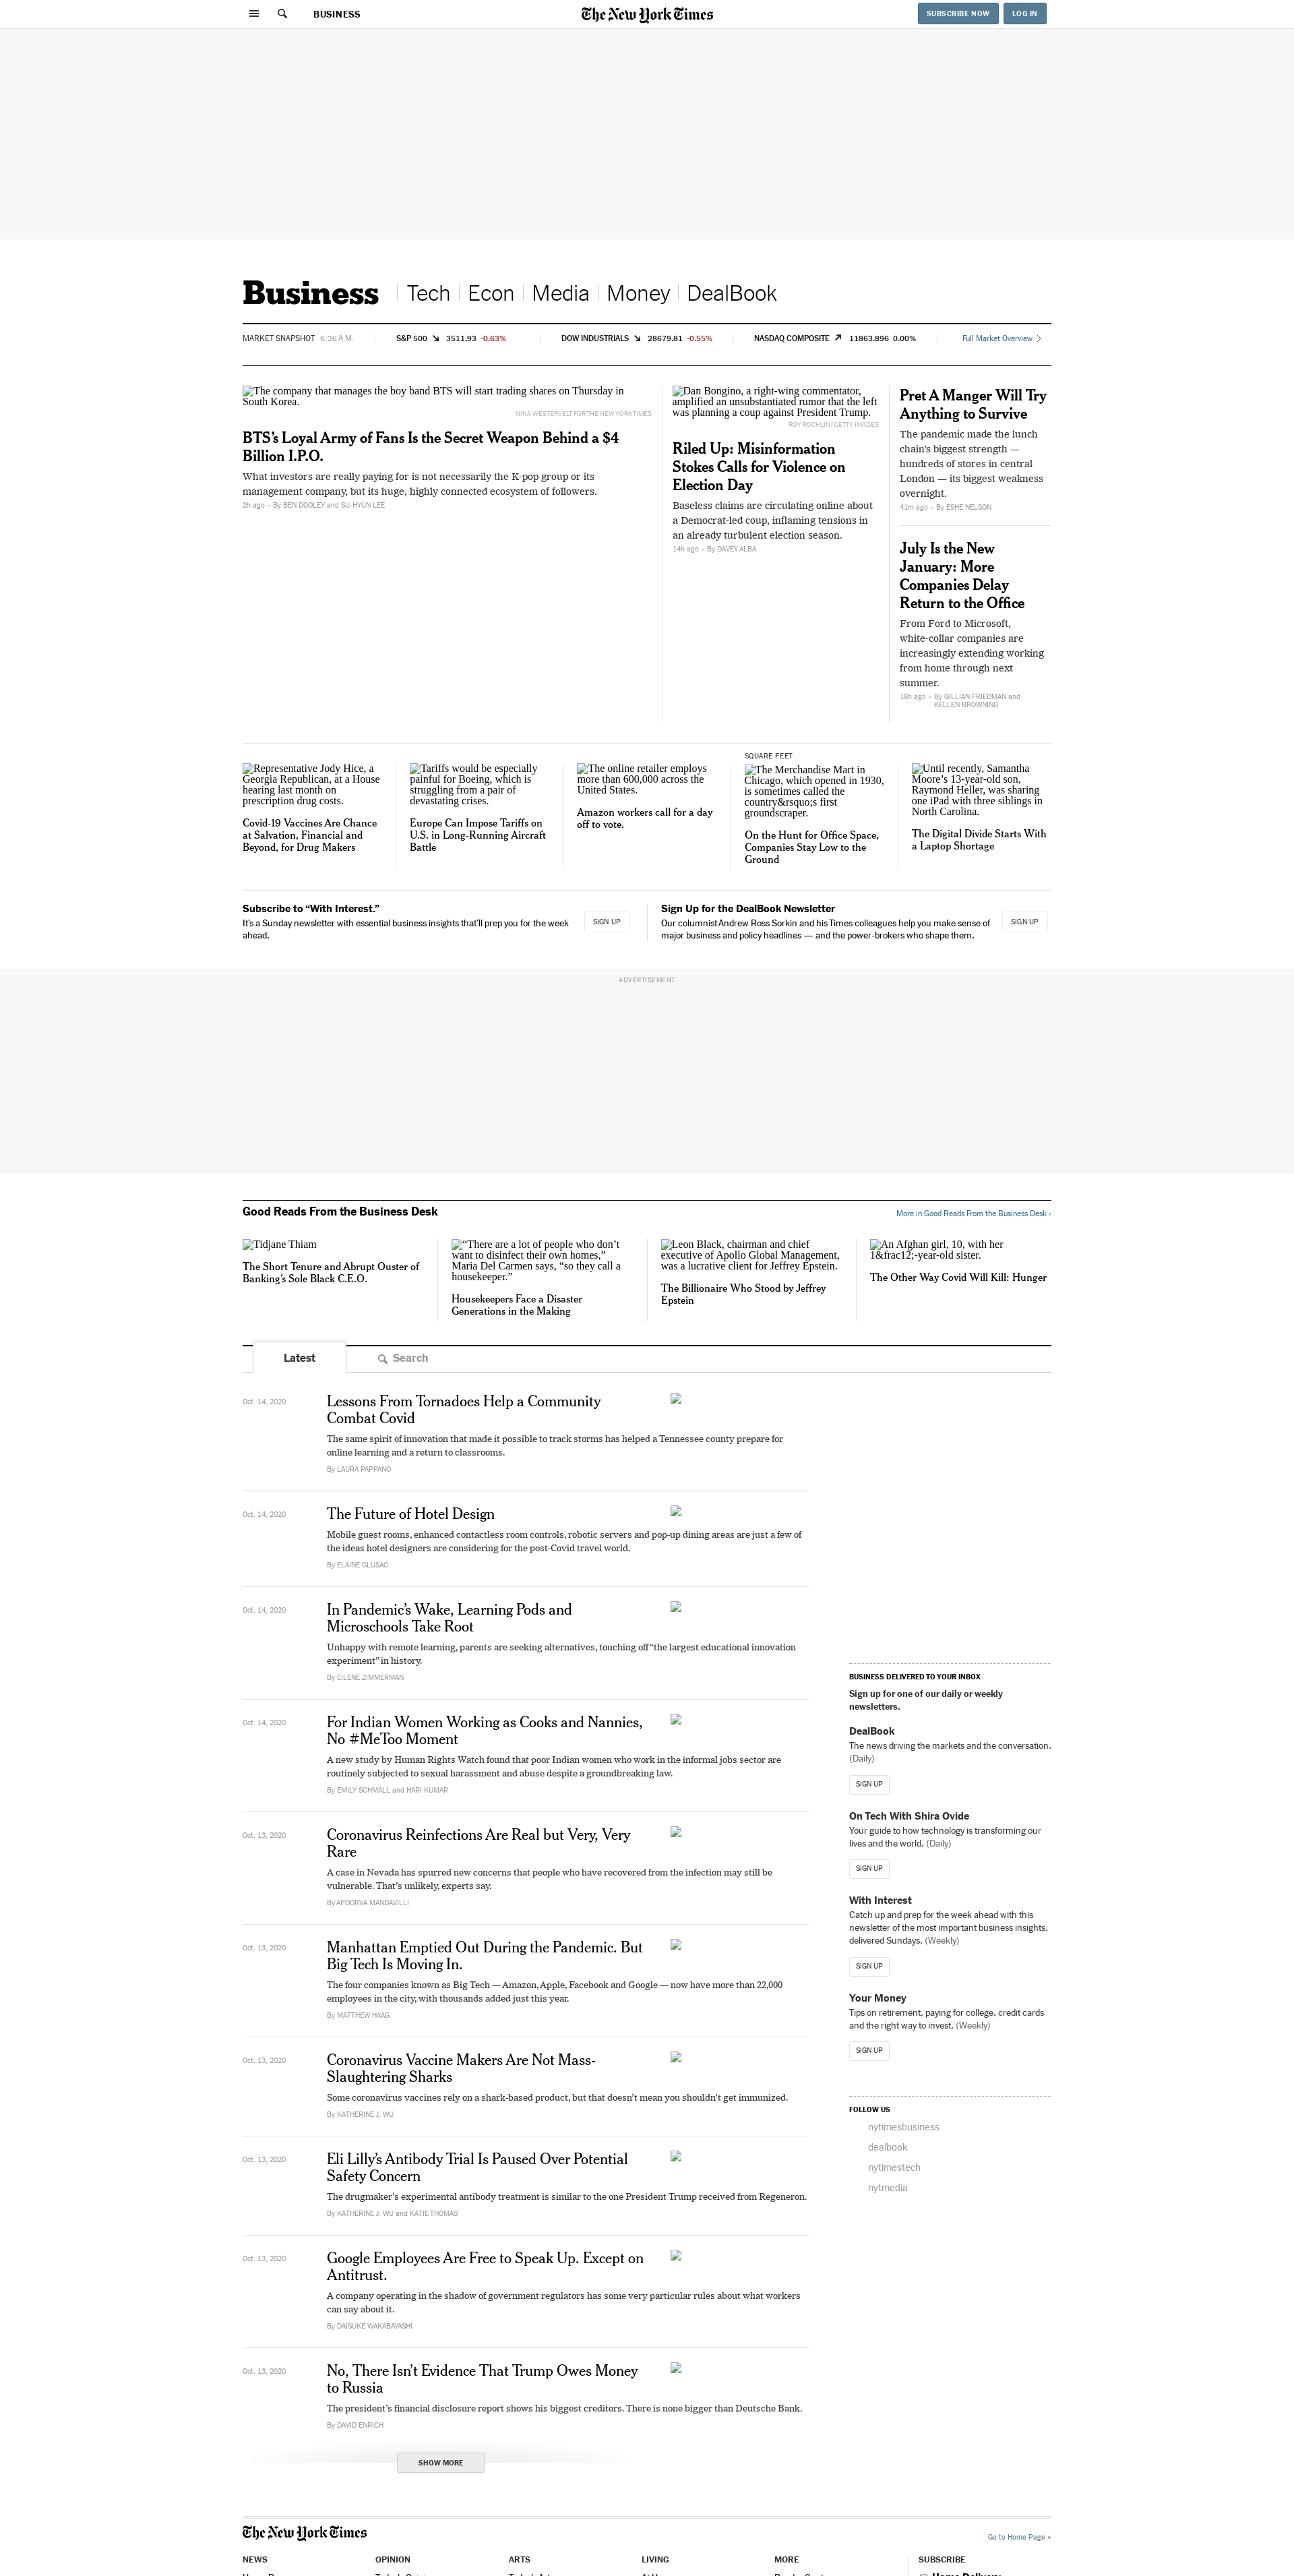 BUSINESS
The New York Times
SUBSCRIBE NOW
LOG IN
Business
Tech
Econ
Media
Money
DealBook
MARKET SNAPSHOT 6:36 A.M.
S&P 500 3511.93 -0.63%
DOW INDUSTRIALS 28679.81 -0.55%
NASDAQ COMPOSITE 11863.896 0.00%
Full Market Overview
The company that manages the boy band BTS will start trading shares on Thursday in
South Korea.
NINA WESTERVELT FOR THE NEW YORK TIMES
BTS’s Loyal Army of Fans Is the Secret Weapon Behind a $4
Billion I.P.O.
What investors are really paying for is not necessarily the K-pop group or its
management company, but its huge, highly connected ecosystem of followers.
2h ago - By BEN DOOLEY and SU-HYUN LEE
Dan Bongino, a right-wing commentator,
amplified an unsubstantiated rumor that the left
was planning a coup against President Trump.
ROY ROCHLIN/GETTY IMAGES
Riled Up: Misinformation
Stokes Calls for Violence on
Election Day
Baseless claims are circulating online about
a Democrat-led coup, inflaming tensions in
an already turbulent election season.
14h ago - By DAVEY ALBA
Pret A Manger Will Try
Anything to Survive
The pandemic made the lunch
chain’s biggest strength —
hundreds of stores in central
London — its biggest weakness
overnight.
41m ago - By ESHE NELSON
July Is the New
January: More
Companies Delay
Return to the Office
From Ford to Microsoft,
white-collar companies are
increasingly extending working
from home through next
summer.
18h ago - By GILLIAN FRIEDMAN and
KELLEN BROWNING
Representative Jody Hice, a
Georgia Republican, at a House
hearing last month on
prescription drug costs.
Covid-19 Vaccines Are Chance
at Salvation, Financial and
Beyond, for Drug Makers
Tariffs would be especially
painful for Boeing, which is
struggling from a pair of
devastating crises.
Europe Can Impose Tariffs on
U.S. in Long-Running Aircraft
Battle
The online retailer employs
more than 600,000 across the
United States.
Amazon workers call for a day
off to vote.
SQUARE FEET
The Merchandise Mart in
Chicago, which opened in 1930,
is sometimes called the
country&rsquo;s first
groundscraper.
On the Hunt for Office Space,
Companies Stay Low to the
Ground
Until recently, Samantha
Moore’s 13-year-old son,
Raymond Heller, was sharing
one iPad with three siblings in
North Carolina.
The Digital Divide Starts With
a Laptop Shortage
Subscribe to “With Interest.”
It’s a Sunday newsletter with essential business insights that’ll prep you for the week
ahead.
SIGN UP
Sign Up for the DealBook Newsletter
Our columnist Andrew Ross Sorkin and his Times colleagues help you make sense of
major business and policy headlines — and the power-brokers who shape them.
SIGN UP
ADVERTISEMENT
Good Reads From the Business Desk
More in Good Reads From the Business Desk ›
Tidjane Thiam
The Short Tenure and Abrupt Ouster of
Banking’s Sole Black C.E.O.
“There are a lot of people who don’t
want to disinfect their own homes,”
Maria Del Carmen says, “so they call a
housekeeper.”
Housekeepers Face a Disaster
Generations in the Making
Leon Black, chairman and chief
executive of Apollo Global Management,
was a lucrative client for Jeffrey Epstein.
The Billionaire Who Stood by Jeffrey
Epstein
An Afghan girl, 10, with her
1&frac12;-year-old sister.
The Other Way Covid Will Kill: Hunger
Latest
Search
Oct. 14, 2020
Lessons From Tornadoes Help a Community
Combat Covid
The same spirit of innovation that made it possible to track storms has helped a Tennessee county prepare for
online learning and a return to classrooms.
By LAURA PAPPANO
Oct. 14, 2020
The Future of Hotel Design
Mobile guest rooms, enhanced contactless room controls, robotic servers and pop-up dining areas are just a few of
the ideas hotel designers are considering for the post-Covid travel world.
By ELAINE GLUSAC
Oct. 14, 2020
In Pandemic’s Wake, Learning Pods and
Microschools Take Root
Unhappy with remote learning, parents are seeking alternatives, touching off “the largest educational innovation
experiment” in history.
By EILENE ZIMMERMAN
Oct. 14, 2020
For Indian Women Working as Cooks and Nannies,
No #MeToo Moment
A new study by Human Rights Watch found that poor Indian women who work in the informal jobs sector are
routinely subjected to sexual harassment and abuse despite a groundbreaking law.
By EMILY SCHMALL and HARI KUMAR
Oct. 13, 2020
Coronavirus Reinfections Are Real but Very, Very
Rare
A case in Nevada has spurred new concerns that people who have recovered from the infection may still be
vulnerable. That’s unlikely, experts say.
By APOORVA MANDAVILLI
Oct. 13, 2020
Manhattan Emptied Out During the Pandemic. But
Big Tech Is Moving In.
The four companies known as Big Tech — Amazon, Apple, Facebook and Google — now have more than 22,000
employees in the city, with thousands added just this year.
By MATTHEW HAAG
Oct. 13, 2020
Coronavirus Vaccine Makers Are Not Mass-
Slaughtering Sharks
Some coronavirus vaccines rely on a shark-based product, but that doesn’t mean you shouldn’t get immunized.
By KATHERINE J. WU
Oct. 13, 2020
Eli Lilly’s Antibody Trial Is Paused Over Potential
Safety Concern
The drugmaker’s experimental antibody treatment is similar to the one President Trump received from Regeneron.
By KATHERINE J. WU and KATIE THOMAS
Oct. 13, 2020
Google Employees Are Free to Speak Up. Except on
Antitrust.
A company operating in the shadow of government regulators has some very particular rules about what workers
can say about it.
By DAISUKE WAKABAYASHI
Oct. 13, 2020
No, There Isn’t Evidence That Trump Owes Money
to Russia
The president’s financial disclosure report shows his biggest creditors. There is none bigger than Deutsche Bank.
By DAVID ENRICH
SHOW MORE
BUSINESS DELIVERED TO YOUR INBOX
Sign up for one of our daily or weekly
newsletters.
DealBook
The news driving the markets and the conversation.
(Daily)
SIGN UP
On Tech With Shira Ovide
Your guide to how technology is transforming our
lives and the world. (Daily)
SIGN UP
With Interest
Catch up and prep for the week ahead with this
newsletter of the most important business insights,
delivered Sundays. (Weekly)
SIGN UP
Your Money
Tips on retirement, paying for college, credit cards
and the right way to invest. (Weekly)
SIGN UP
FOLLOW US
nytimesbusiness
dealbook
nytimestech
nytmedia
The New York Times
Go to Home Page »
NEWS
OPINION
ARTS
LIVING
MORE
SUBSCRIBE